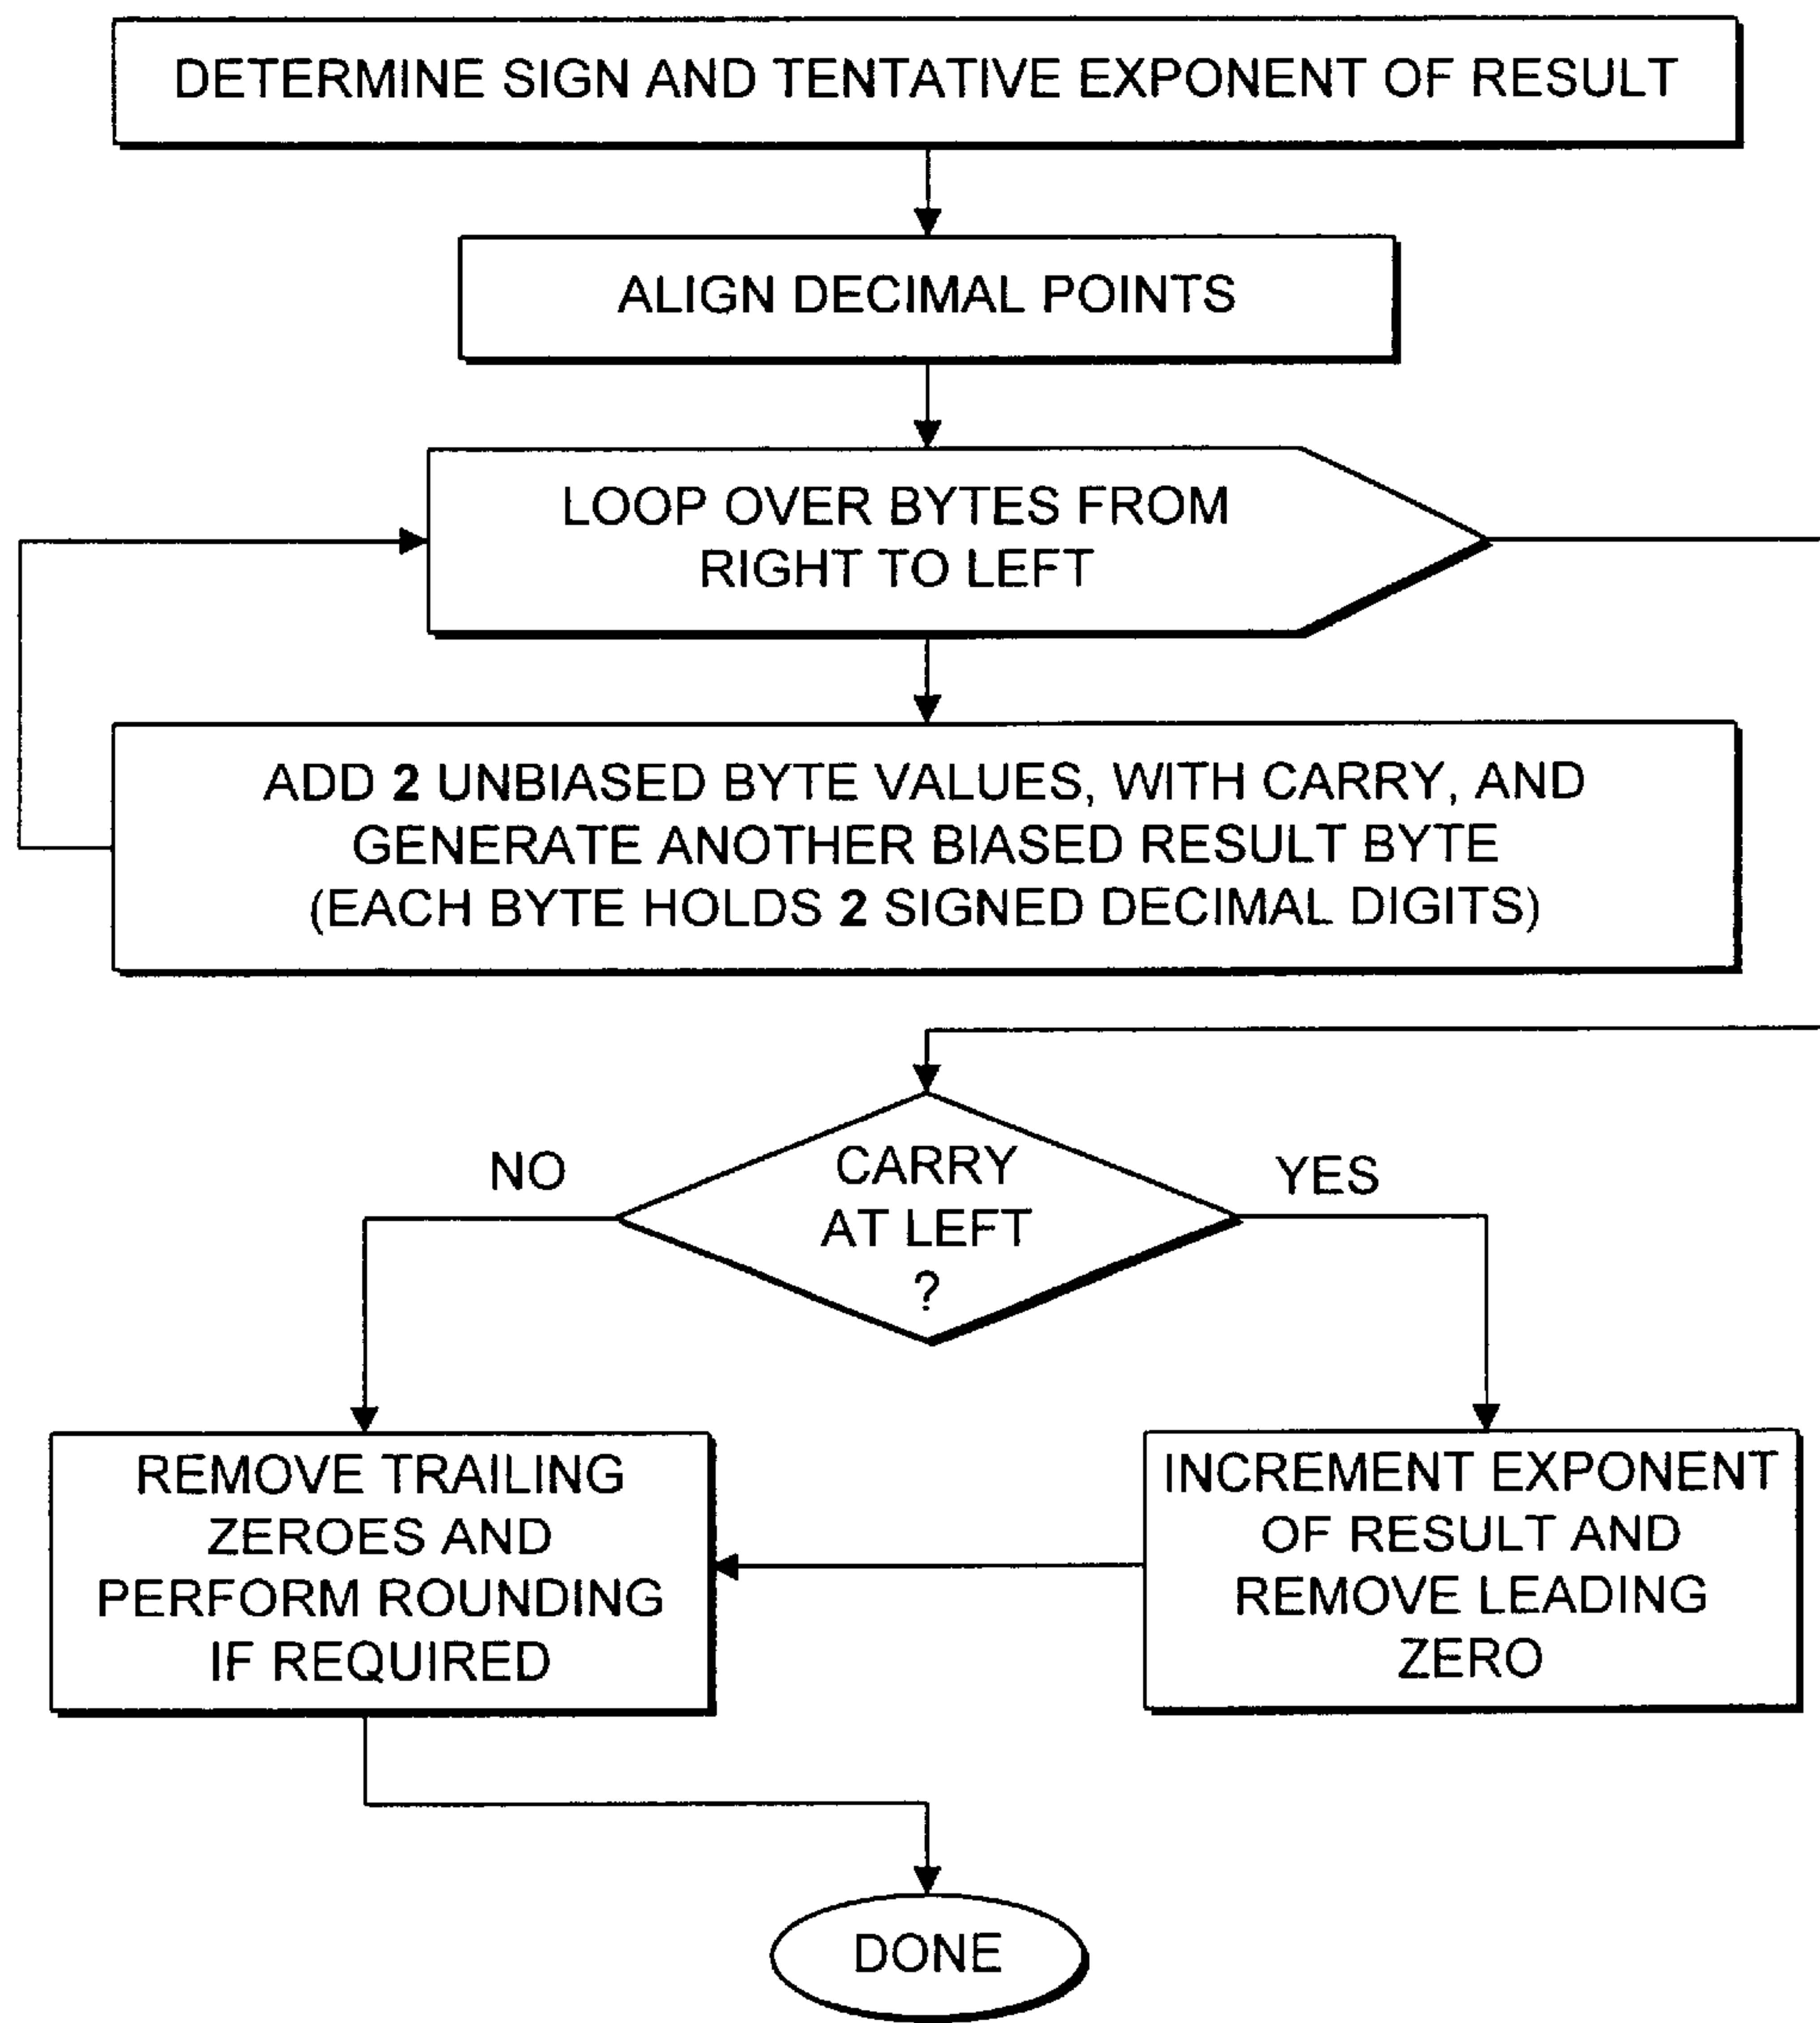 DETERMINE SIGN AND TENTATIVE EXPONENT OF RESULT
ALIGN DECIMAL POINTS
LOOP OVER BYTES FROM
RIGHT TO LEFT
ADD 2 UNBIASED BYTE VALUES, WITH CARRY, AND
GENERATE ANOTHER BIASED RESULT BYTE
(EACH BYTE HOLDS 2 SIGNED DECIMAL DIGITS)
NO
CARRY
AT LEFT
?
YES
REMOVE TRAILING
ZEROES AND
PERFORM ROUNDING
IF REQUIRED
INCREMENT EXPONENT
OF RESULT AND
REMOVE LEADING
ZERO
DONE